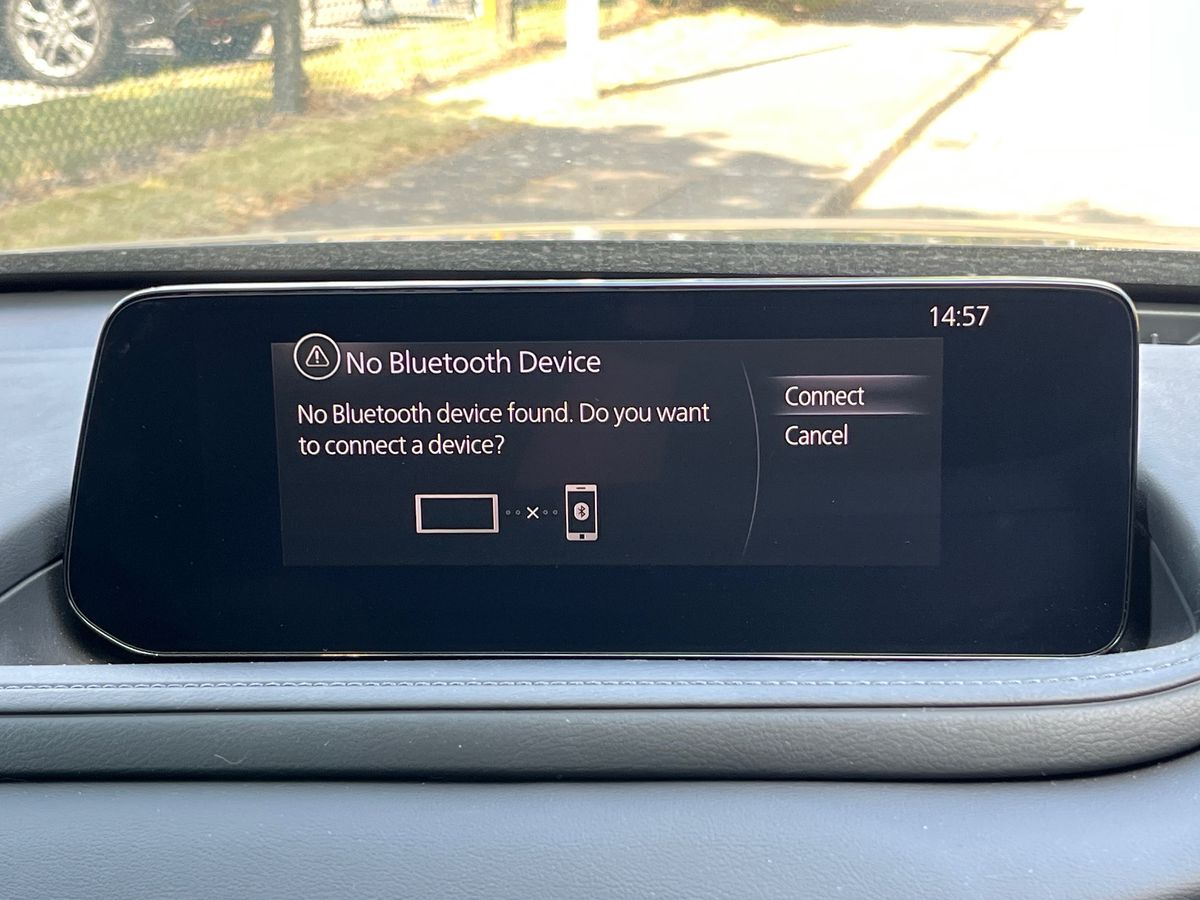 14:57
No Bluetooth Device
No Bluetooth device found. Do you want
to connect a device?
Connect
Cancel